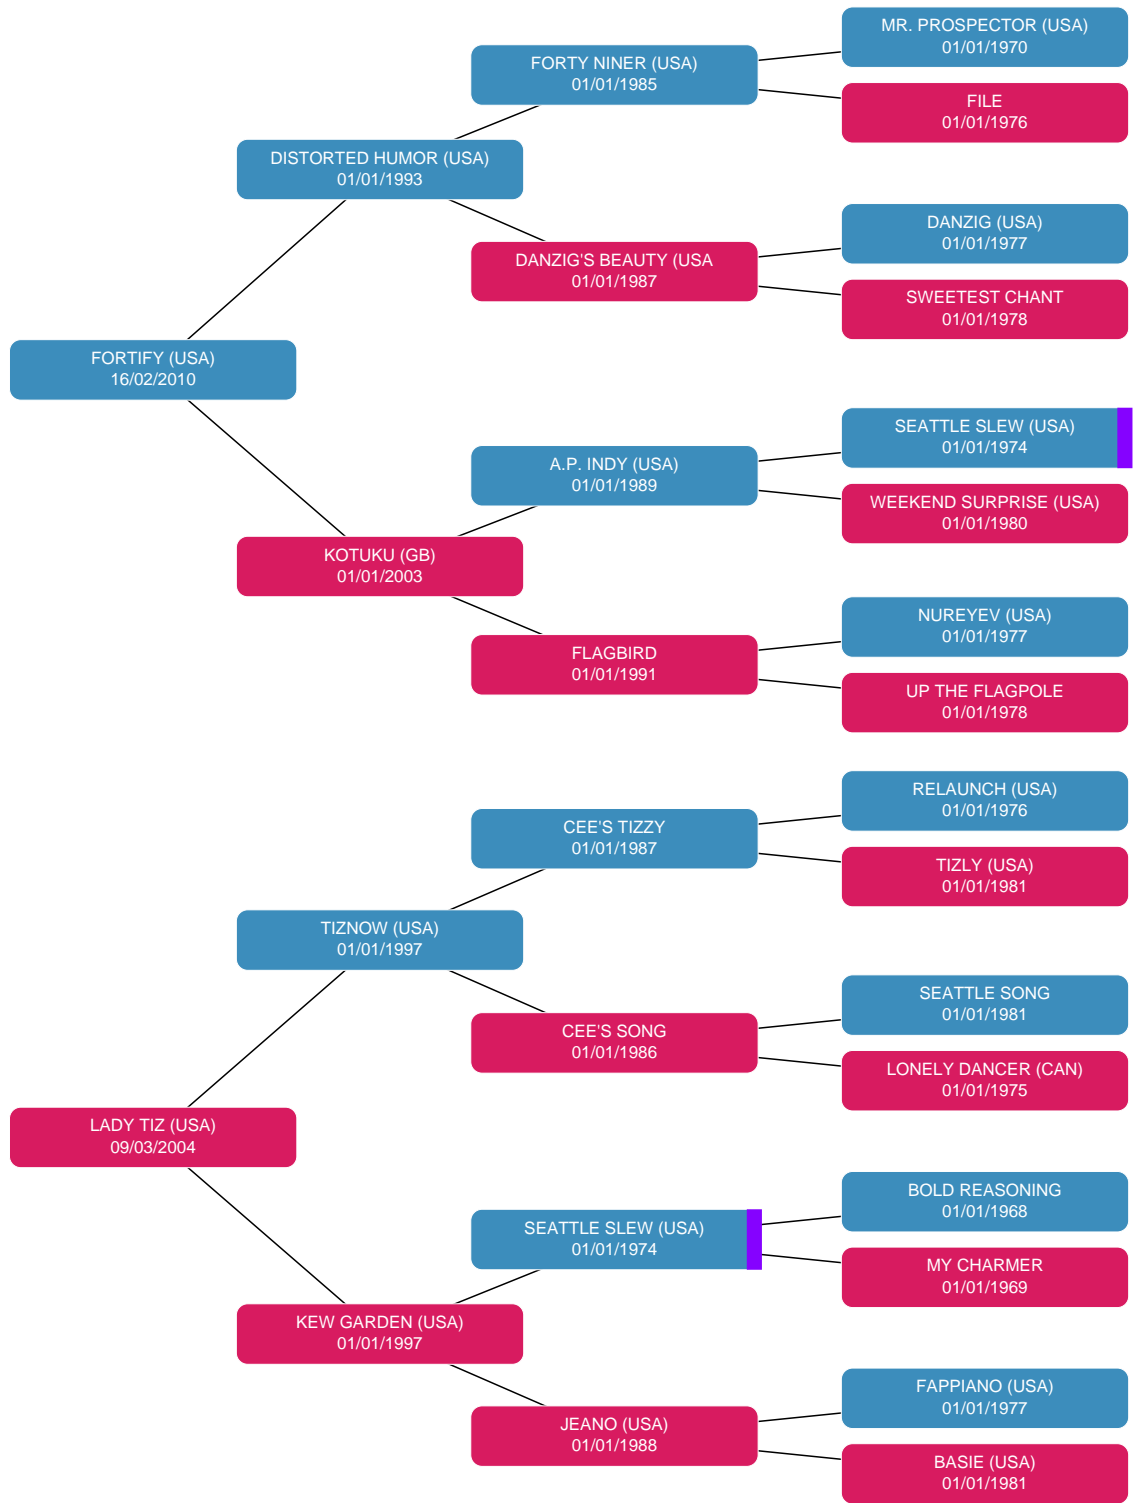 MR. PROSPECTOR (USA)
01/01/1970
FORTY NINER (USA)
01/01/1985
FILE
01/01/1976
DISTORTED HUMOR (USA)
01/01/1993
DANZIG (USA)
01/01/1977
DANZIG'S BEAUTY (USA
01/01/1987
SWEETEST CHANT
01/01/1978
FORTIFY (USA)
16/02/2010
SEATTLE SLEW (USA)
01/01/1974
A.P. INDY (USA)
01/01/1989
WEEKEND SURPRISE (USA)
01/01/1980
KOTUKU (GB)
01/01/2003
NUREYEV (USA)
01/01/1977
FLAGBIRD
01/01/1991
UP THE FLAGPOLE
01/01/1978
RELAUNCH (USA)
01/01/1976
CEE'S TIZZY
01/01/1987
TIZLY (USA)
01/01/1981
TIZNOW (USA)
01/01/1997
SEATTLE SONG
01/01/1981
CEE'S SONG
01/01/1986
LONELY DANCER (CAN)
01/01/1975
LADY TIZ (USA)
09/03/2004
BOLD REASONING
01/01/1968
SEATTLE SLEW (USA)
01/01/1974
MY CHARMER
01/01/1969
KEW GARDEN (USA)
01/01/1997
FAPPIANO (USA)
01/01/1977
JEANO (USA)
01/01/1988
BASIE (USA)
01/01/1981